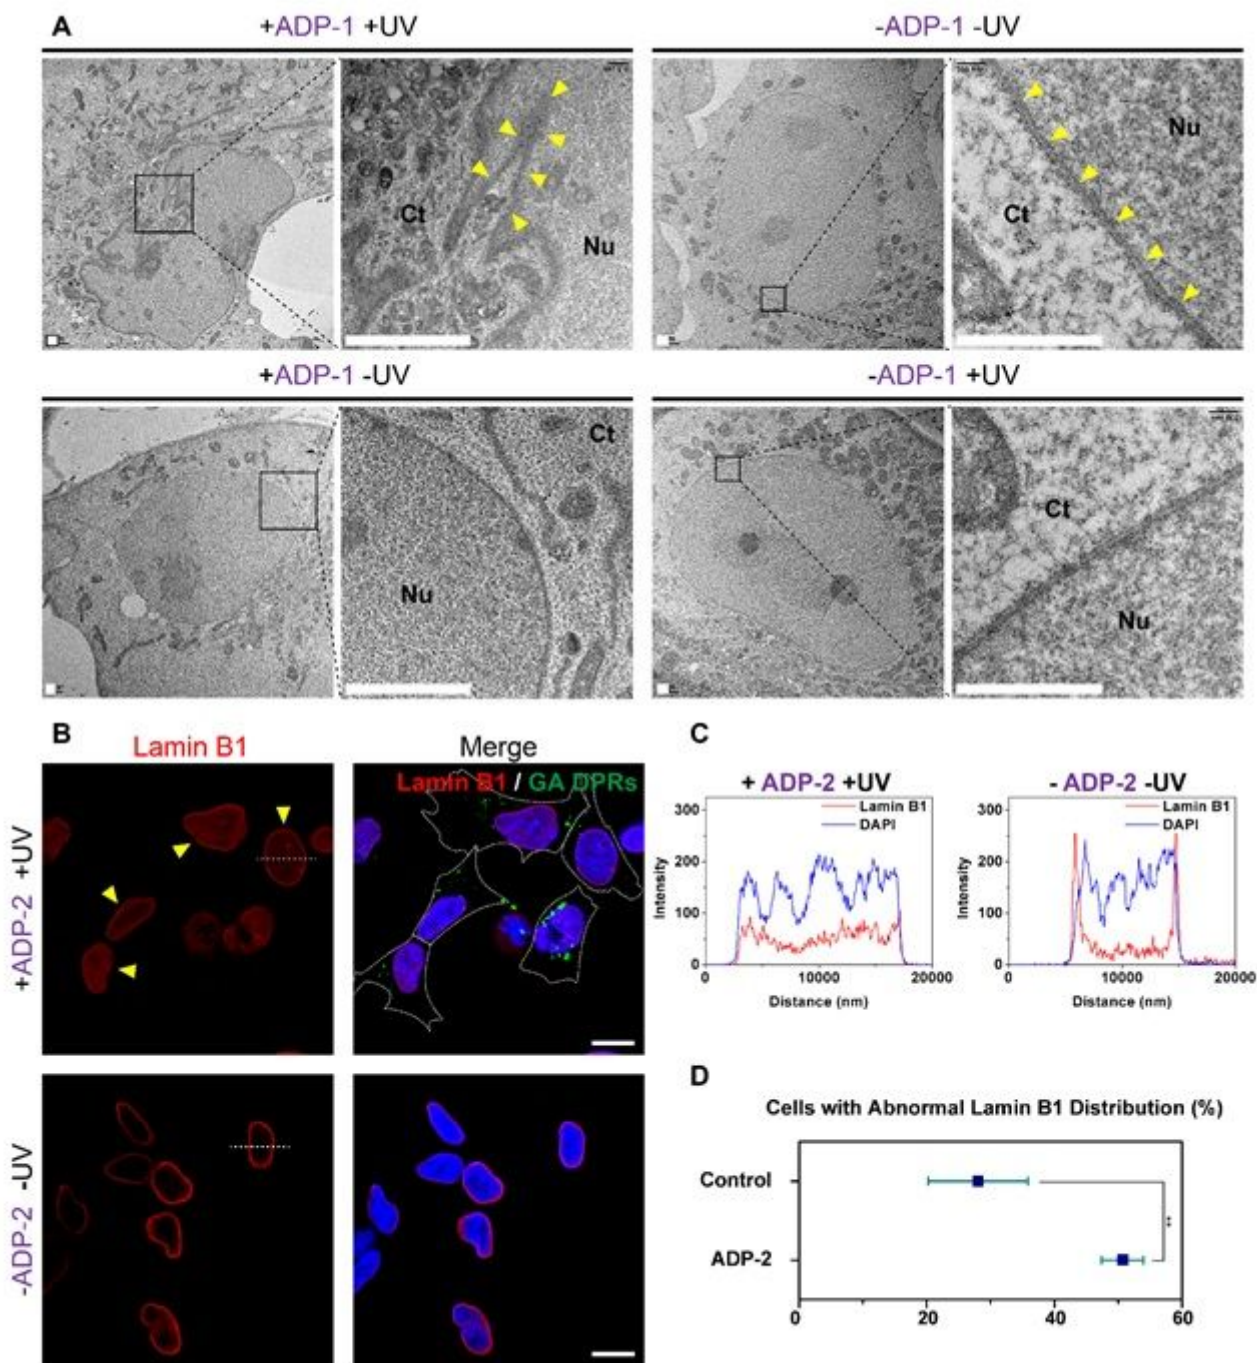 A
+ADP-1 +UV
-ADP-1 -UV
Ct
Nu
Ct
Nu
+ADP-1 -UV
-ADP-1 +UV
Ct
Nu
Ct
Nu
B
Lamin B1
Merge
Lamin B1 / GA DPRs
+ADP-2 +UV
-ADP-2 -UV
C
+ ADP-2 +UV
- ADP-2 -UV
300
200
100
0
Intensity
Lamin B1
DAPI
0
10000
20000
Distance (nm)
300
200
100
0
Intensity
Lamin B1
DAPI
0
10000
20000
Distance (nm)
D
Cells with Abnormal Lamin B1 Distribution (%)
Control
ADP-2
**
0
20
40
60